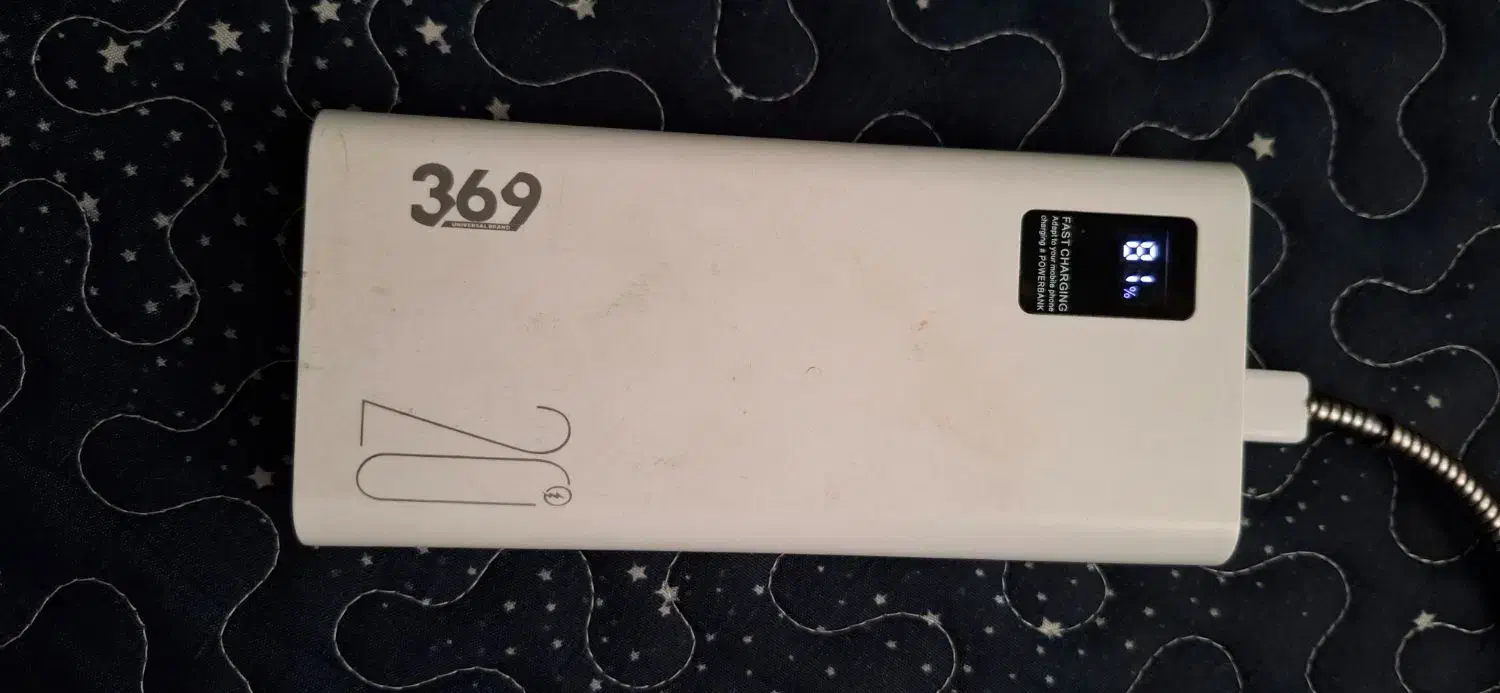 369
UNIVERSAL BRAND
81%
FAST CHARGING
Adapt to your mobile phone
charging # POWERBANK
20